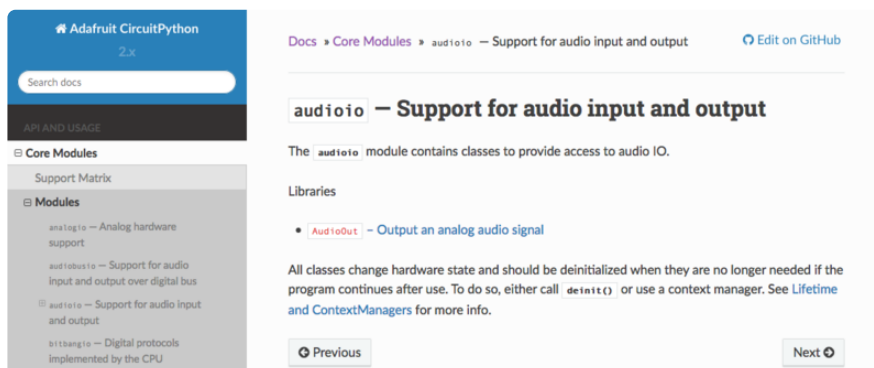 Adafruit CircuitPython
2.x
Search docs
API AND USAGE
Core Modules
Support Matrix
Modules
analogio — Analog hardware
support
audiobusio — Support for audio
input and output over digital bus
audioio — Support for audio input
and output
bitbangio — Digital protocols
implemented by the CPU
Docs » Core Modules » audioio — Support for audio input and output
Edit on GitHub
audioio — Support for audio input and output
The audioio module contains classes to provide access to audio IO.
Libraries
• AudioOut – Output an analog audio signal
All classes change hardware state and should be deinitialized when they are no longer needed if the
program continues after use. To do so, either call deinit() or use a context manager. See Lifetime
and ContextManagers for more info.
Previous
Next